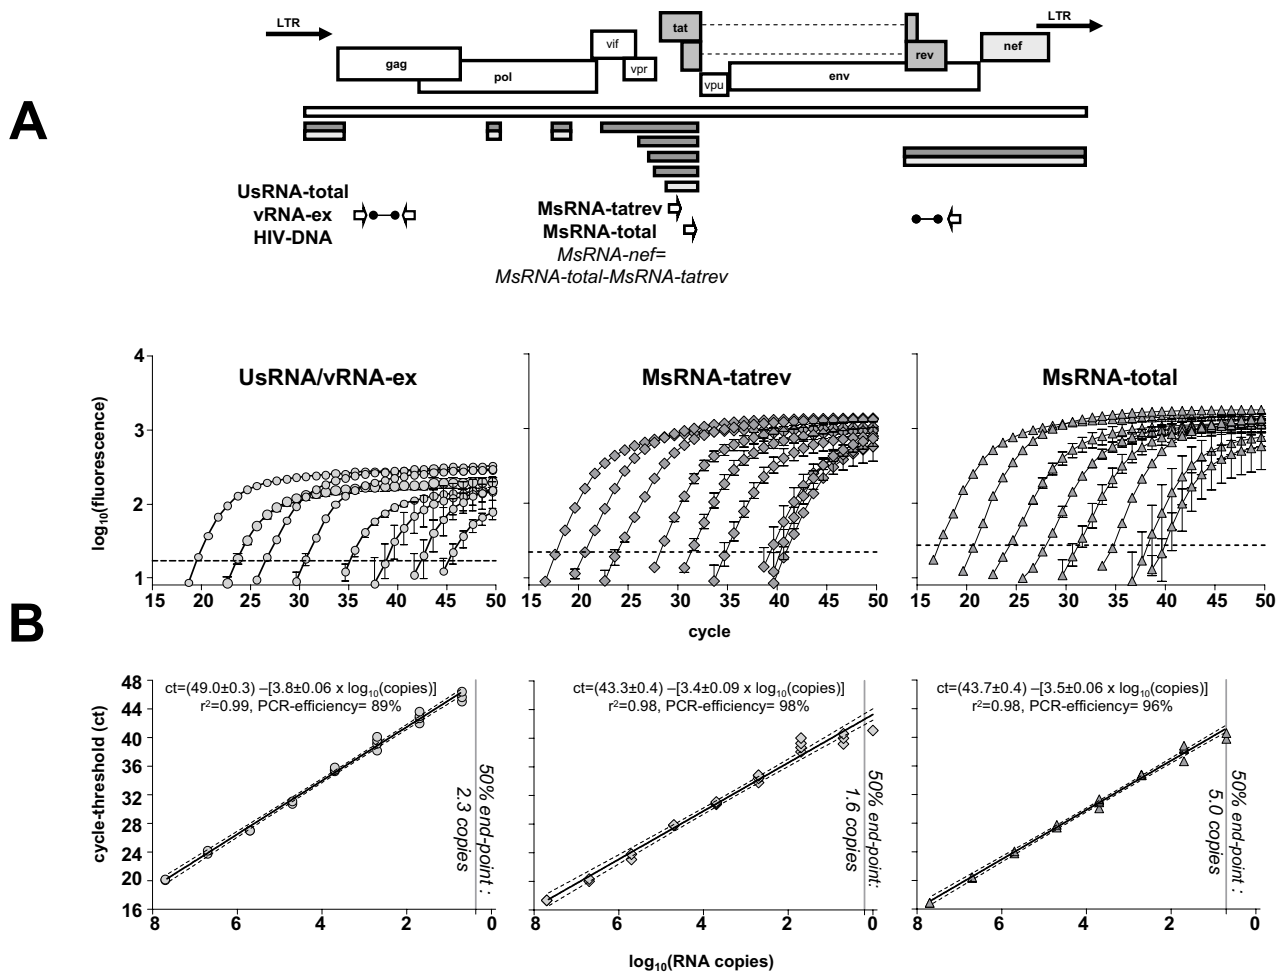 LTR
LTR
tat
vif
nef
gag
rev
vpr
pol
env
vpu
A
UsRNA-total
vRNA-ex
HIV-DNA
MsRNA-tatrev
MsRNA-total
MsRNA-nef=
MsRNA-total-MsRNA-tatrev
4
3
2
1
log10(fluorescence)
UsRNA/vRNA-ex
MsRNA-tatrev
MsRNA-total
15 20 25 30 35 40 45 50
15 20 25 30 35 40 45 50
15 20 25 30 35 40 45 50
cycle
B
48
44
40
36
32
28
24
20
16
cycle-threshold (ct)
ct=(49.0±0.3) –[3.8±0.06 x log10(copies)]
r²=0.99, PCR-efficiency= 89%
50% end-point :
2.3 copies
ct=(43.3±0.4) –[3.4±0.09 x log10(copies)]
r²=0.98, PCR-efficiency= 98%
50% end-point:
1.6 copies
ct=(43.7±0.4) –[3.5±0.06 x log10(copies)]
r²=0.98, PCR-efficiency= 96%
50% end-point :
5.0 copies
8 6 4 2 0
8 6 4 2 0
8 6 4 2 0
log10(RNA copies)